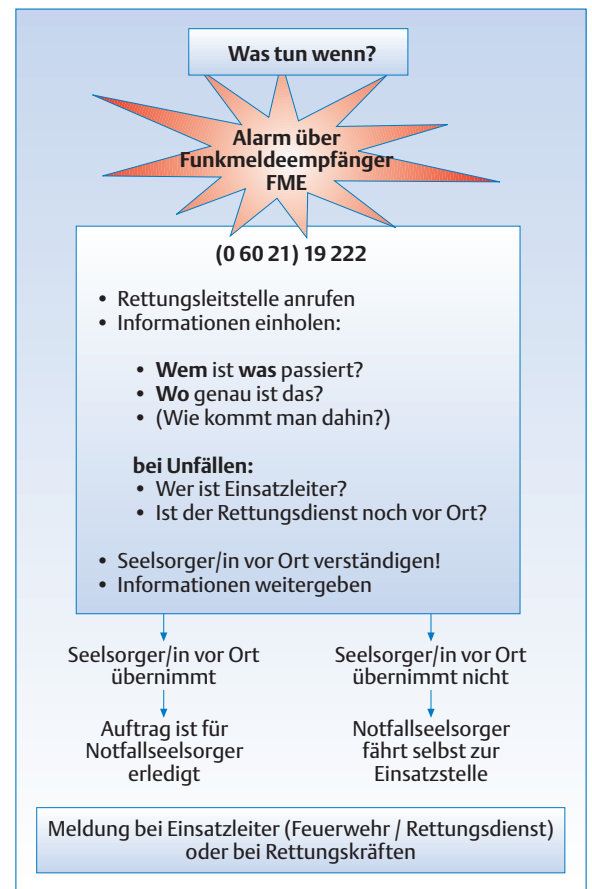 Was tun wenn?
Alarm über
Funkmeldeempfänger
FME
(0 60 21) 19 222
• Rettungsleitstelle anrufen
• Informationen einholen:
• Wem ist was passiert?
• Wo genau ist das?
• (Wie kommt man dahin?)
bei Unfällen:
• Wer ist Einsatzleiter?
• Ist der Rettungsdienst noch vor Ort?
• Seelsorger/in vor Ort verständigen!
• Informationen weitergeben
Seelsorger/in vor Ort
übernimmt
Auftrag ist für
Notfallseelsorger
erledigt
Seelsorger/in vor Ort
übernimmt nicht
Notfallseelsorger
fährt selbst zur
Einsatzstelle
Meldung bei Einsatzleiter (Feuerwehr / Rettungsdienst)
oder bei Rettungskräften